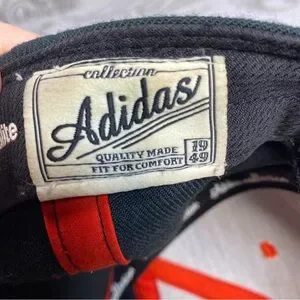 collection
Adidas
QUALITY MADE
FIT FOR COMFORT
19
49